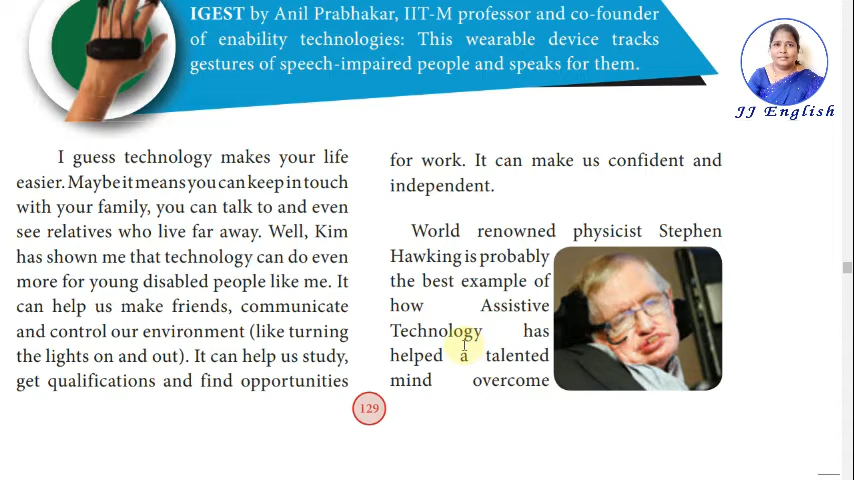 IGEST by Anil Prabhakar, IIT-M professor and co-founder
of enability technologies: This wearable device tracks
gestures of speech-impaired people and speaks for them.
JJ English
I guess technology makes your life
easier. Maybe it means you can keep in touch
with your family, you can talk to and even
see relatives who live far away. Well, Kim
has shown me that technology can do even
more for young disabled people like me. It
can help us make friends, communicate
and control our environment (like turning
the lights on and out). It can help us study,
get qualifications and find opportunities
for work. It can make us confident and
independent.
World renowned physicist Stephen
Hawking is probably
the best example of
how Assistive
Technology has
helped a talented
mind overcome
129